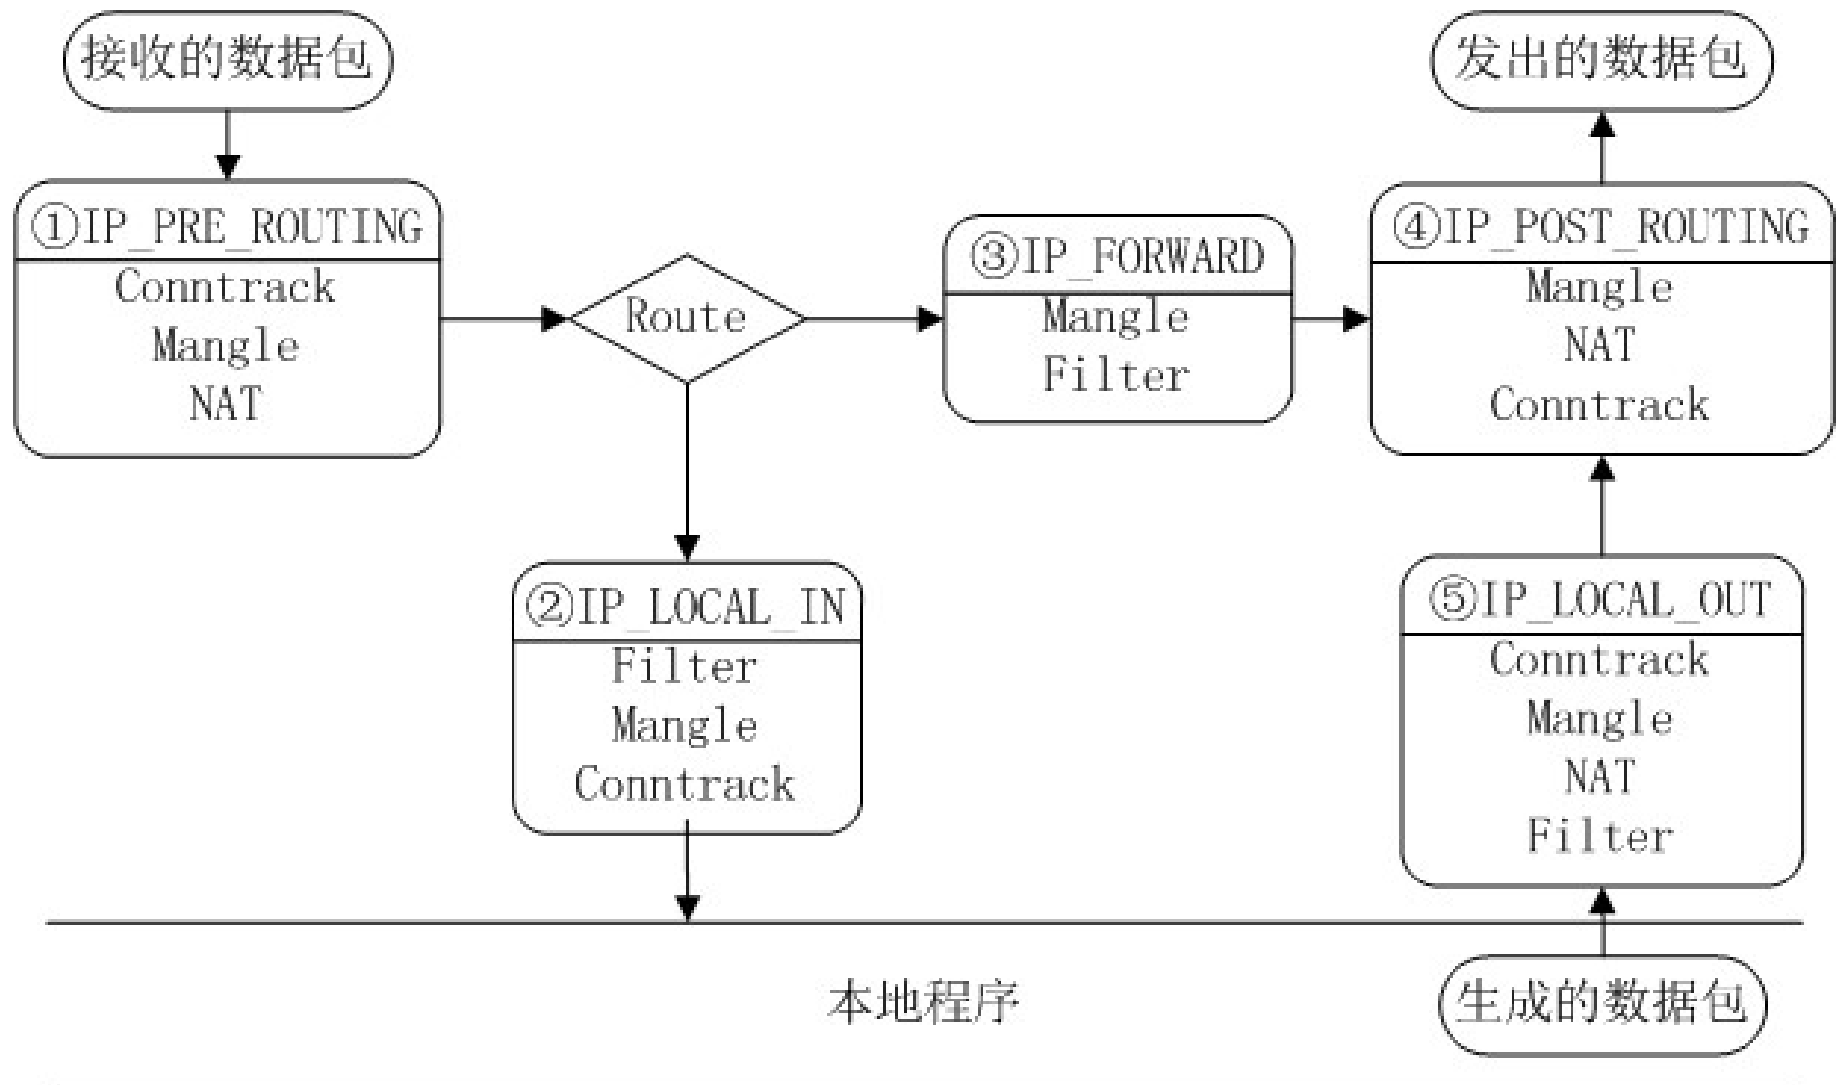 接收的数据包
发出的数据包
①IP_PRE_ROUTING
Conntrack
Mangle
NAT
Route
③IP_FORWARD
Mangle
Filter
④IP_POST_ROUTING
Mangle
NAT
Conntrack
②IP_LOCAL_IN
Filter
Mangle
Conntrack
⑤IP_LOCAL_OUT
Conntrack
Mangle
NAT
Filter
本地程序
生成的数据包